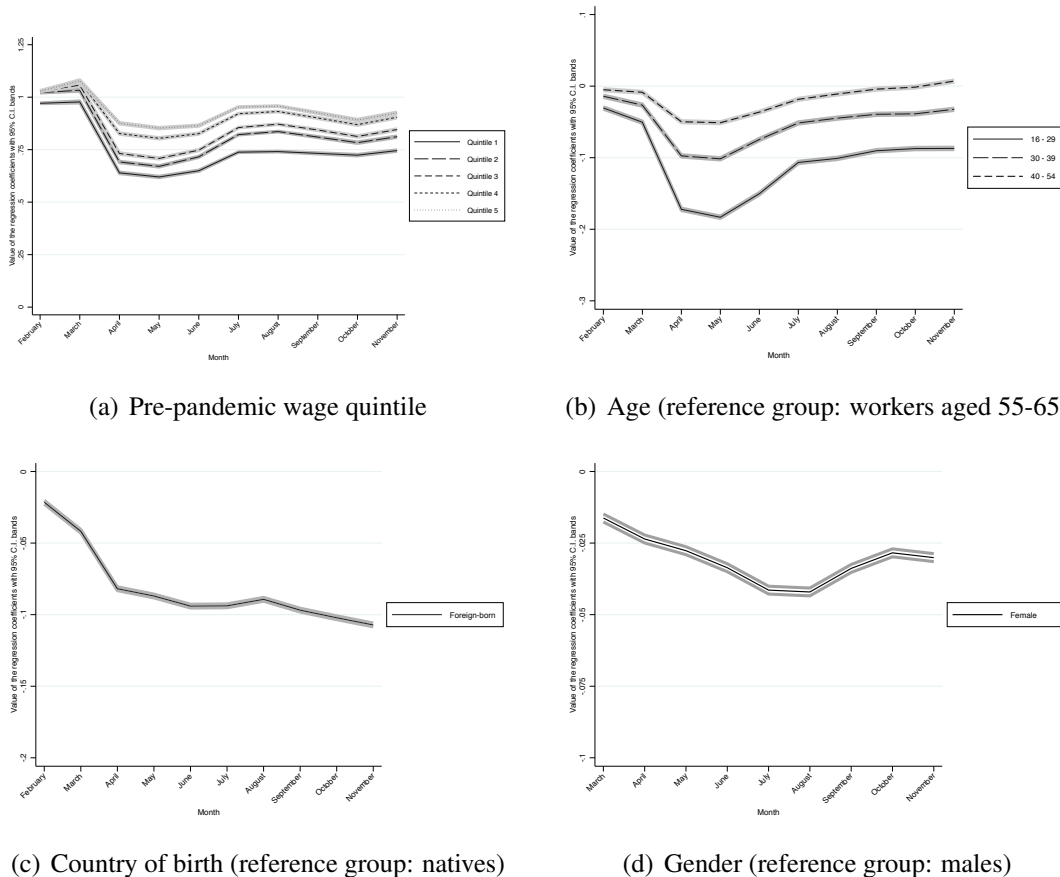 Value of the regression coefficients with 95% C.I. bands
1.25
1
.75
.5
.25
0
February
March
April
May
June
July
August
September
October
November
Month
Quintile 1
Quintile 2
Quintile 3
Quintile 4
Quintile 5
(a) Pre-pandemic wage quintile
Value of the regression coefficients with 95% C.I. bands
.1
0
-.1
-.2
-.3
February
March
April
May
June
July
August
September
October
November
Month
16 - 29
30 - 39
40 - 54
(b) Age (reference group: workers aged 55-65
Value of the regression coefficients with 95% C.I. bands
0
-.05
-.1
-.15
-.2
February
March
April
May
June
July
August
September
October
November
Month
Foreign-born
(c) Country of birth (reference group: natives)
Value of the regression coefficients with 95% C.I. bands
0
-.025
-.05
-.075
-.1
March
April
May
June
July
August
September
October
November
Month
Female
(d) Gender (reference group: males)